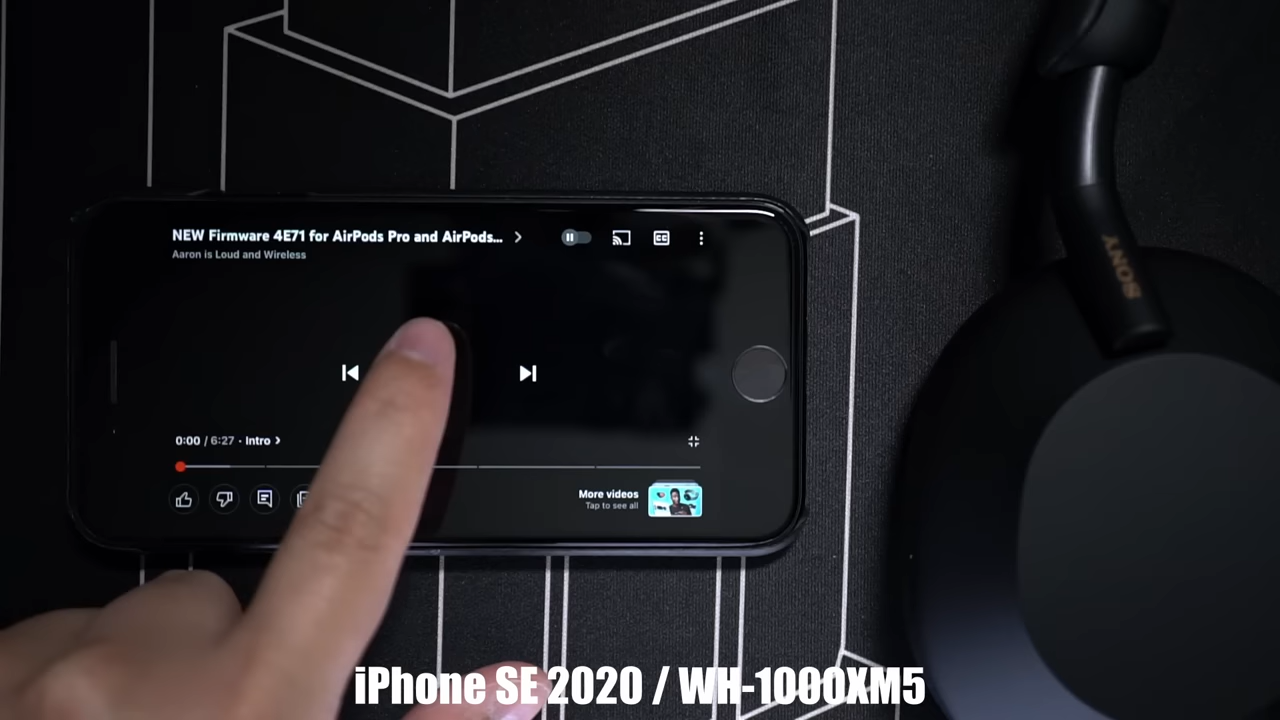 NEW Firmware 4E71 for AirPods Pro and AirPods...
Aaron is Loud and Wireless
CC
SONY
0:00 / 6:27 · Intro
More videos
Tap to see all
iPhone SE 2020 / WH-1000XM5